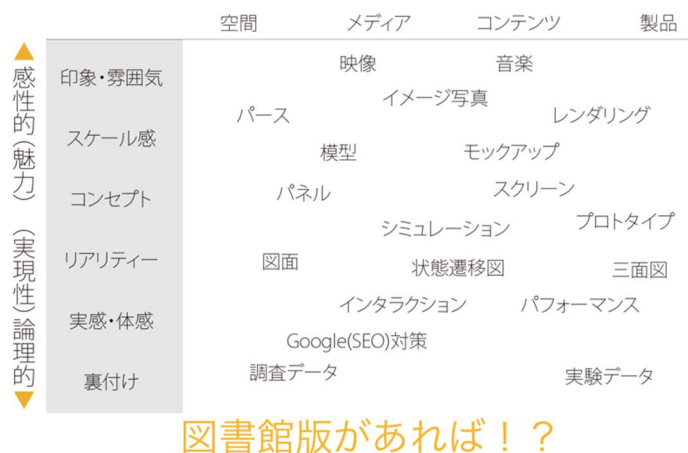 空間 メディア コンテンツ 製品
▲感性的(魅力) (実現性)論理的▼
印象・雰囲気
スケール感
コンセプト
リアリティー
実感・体感
裏付け
映像 音楽
イメージ写真
パース レンダリング
模型 モックアップ
パネル スクリーン
シミュレーション プロトタイプ
図面 状態遷移図 三面図
インタラクション パフォーマンス
Google(SEO)対策
調査データ 実験データ
図書館版があれば！？